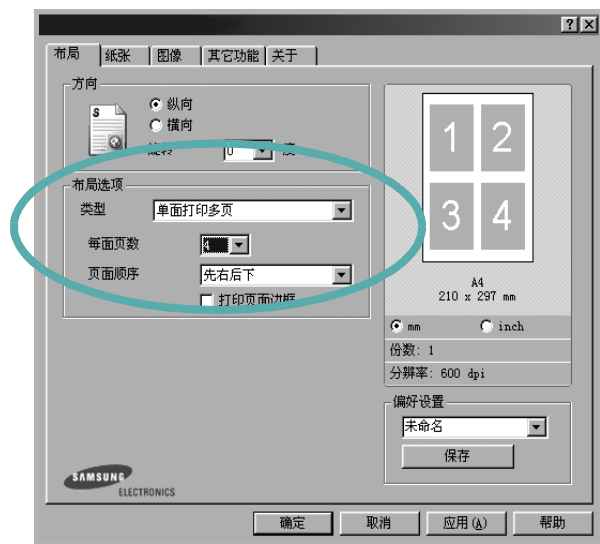 布局 纸张 图像 其它功能 关于
方向
纵向
横向
旋转 0 度
布局选项
类型 单面打印多页
每面页数 4
页面顺序 先右后下
打印页面边框
1 2
3 4
A4
210 x 297 mm
mm inch
份数: 1
分辨率: 600 dpi
偏好设置
未命名
保存
SAMSUNG
ELECTRONICS
确定 取消 应用(A) 帮助